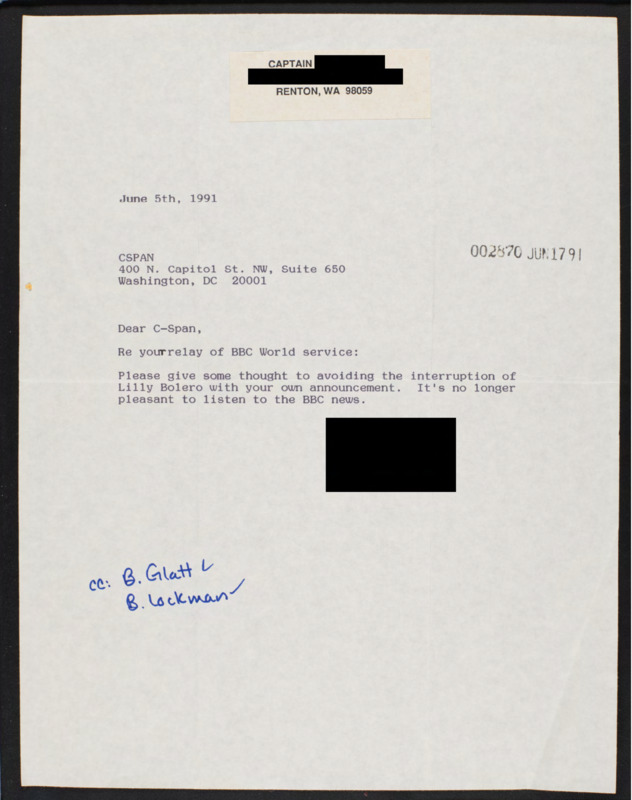 CAPTAIN
RENTON, WA 98059
June 5th, 1991
002870 JUN1791
CSPAN
400 N. Capitol St. NW, Suite 650
Washington, DC 20001
Dear C-Span,
Re your relay of BBC World service:
Please give some thought to avoiding the interruption of
Lilly Bolero with your own announcement. It's no longer
pleasant to listen to the BBC news.
cc: B. Glatt
B. Lockman